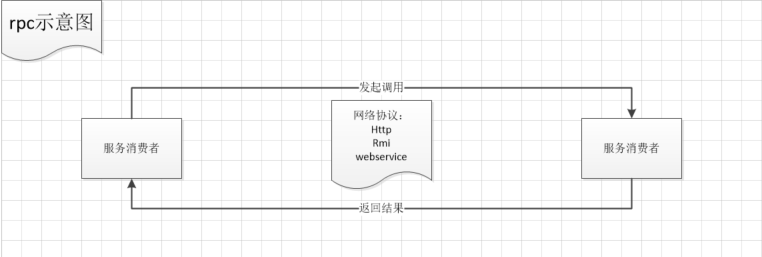 rpc示意图
发起调用
服务消费者
网络协议：
Http
Rmi
webservice
服务消费者
返回结果